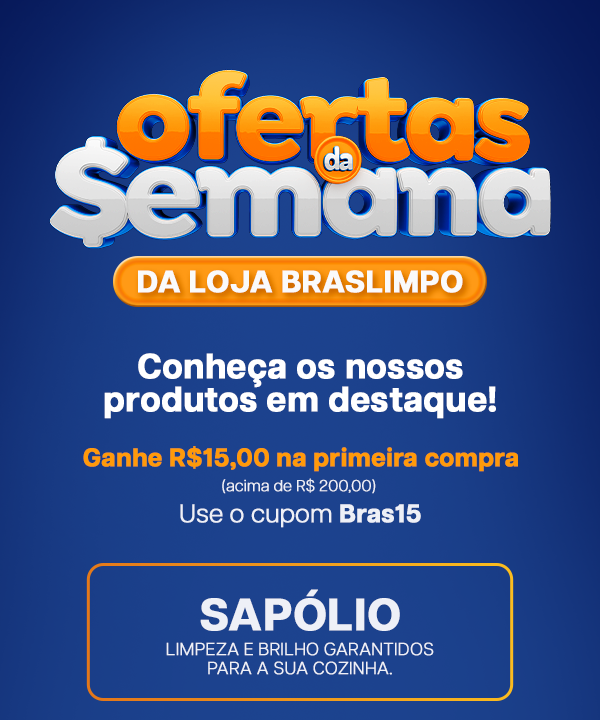 ofertas
da
$emana
DA LOJA BRASLIMPO
Conheça os nossos
produtos em destaque!
Ganhe R$15,00 na primeira compra
(acima de R$ 200,00)
Use o cupom Bras15
SAPÓLIO
LIMPEZA E BRILHO GARANTIDOS
PARA A SUA COZINHA.